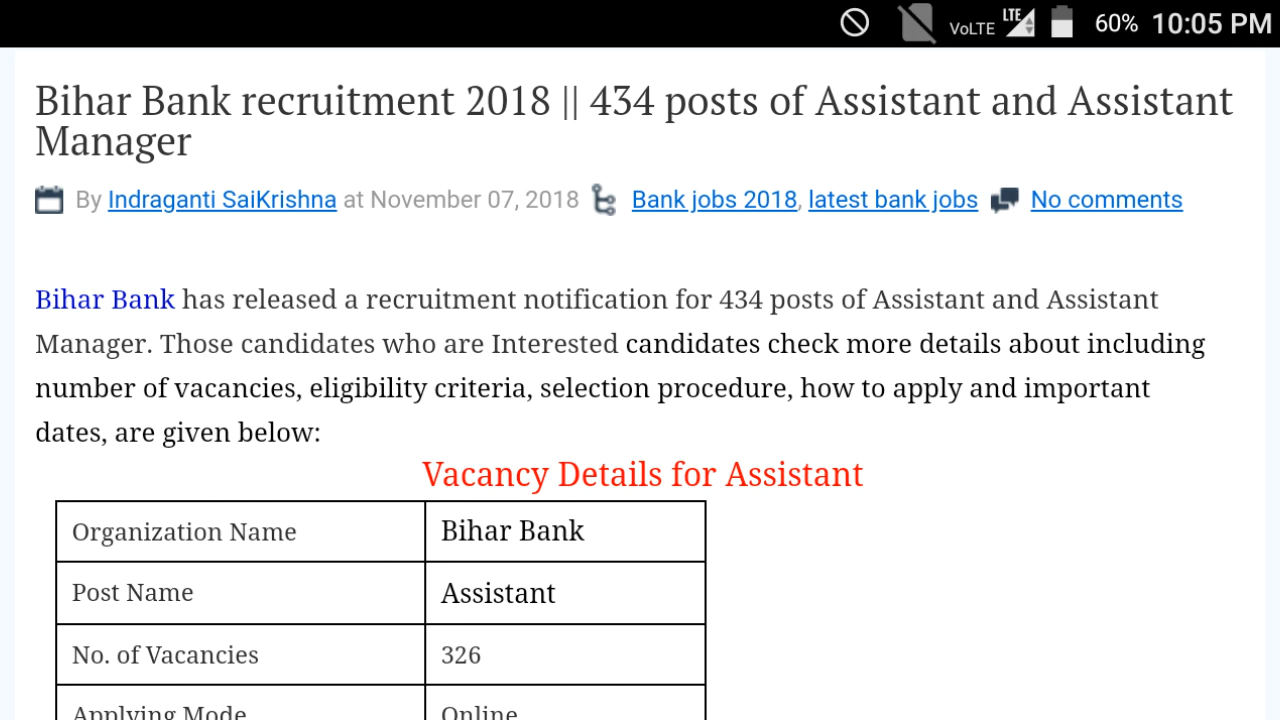 VoLTE LTE 60% 10:05 PM
Bihar Bank recruitment 2018 || 434 posts of Assistant and Assistant
Manager
By Indraganti SaiKrishna at November 07, 2018 Bank jobs 2018, latest bank jobs No comments
Bihar Bank has released a recruitment notification for 434 posts of Assistant and Assistant
Manager. Those candidates who are Interested candidates check more details about including
number of vacancies, eligibility criteria, selection procedure, how to apply and important
dates, are given below:
Vacancy Details for Assistant
Organization Name Bihar Bank
Post Name Assistant
No. of Vacancies 326
Applying Mode Online